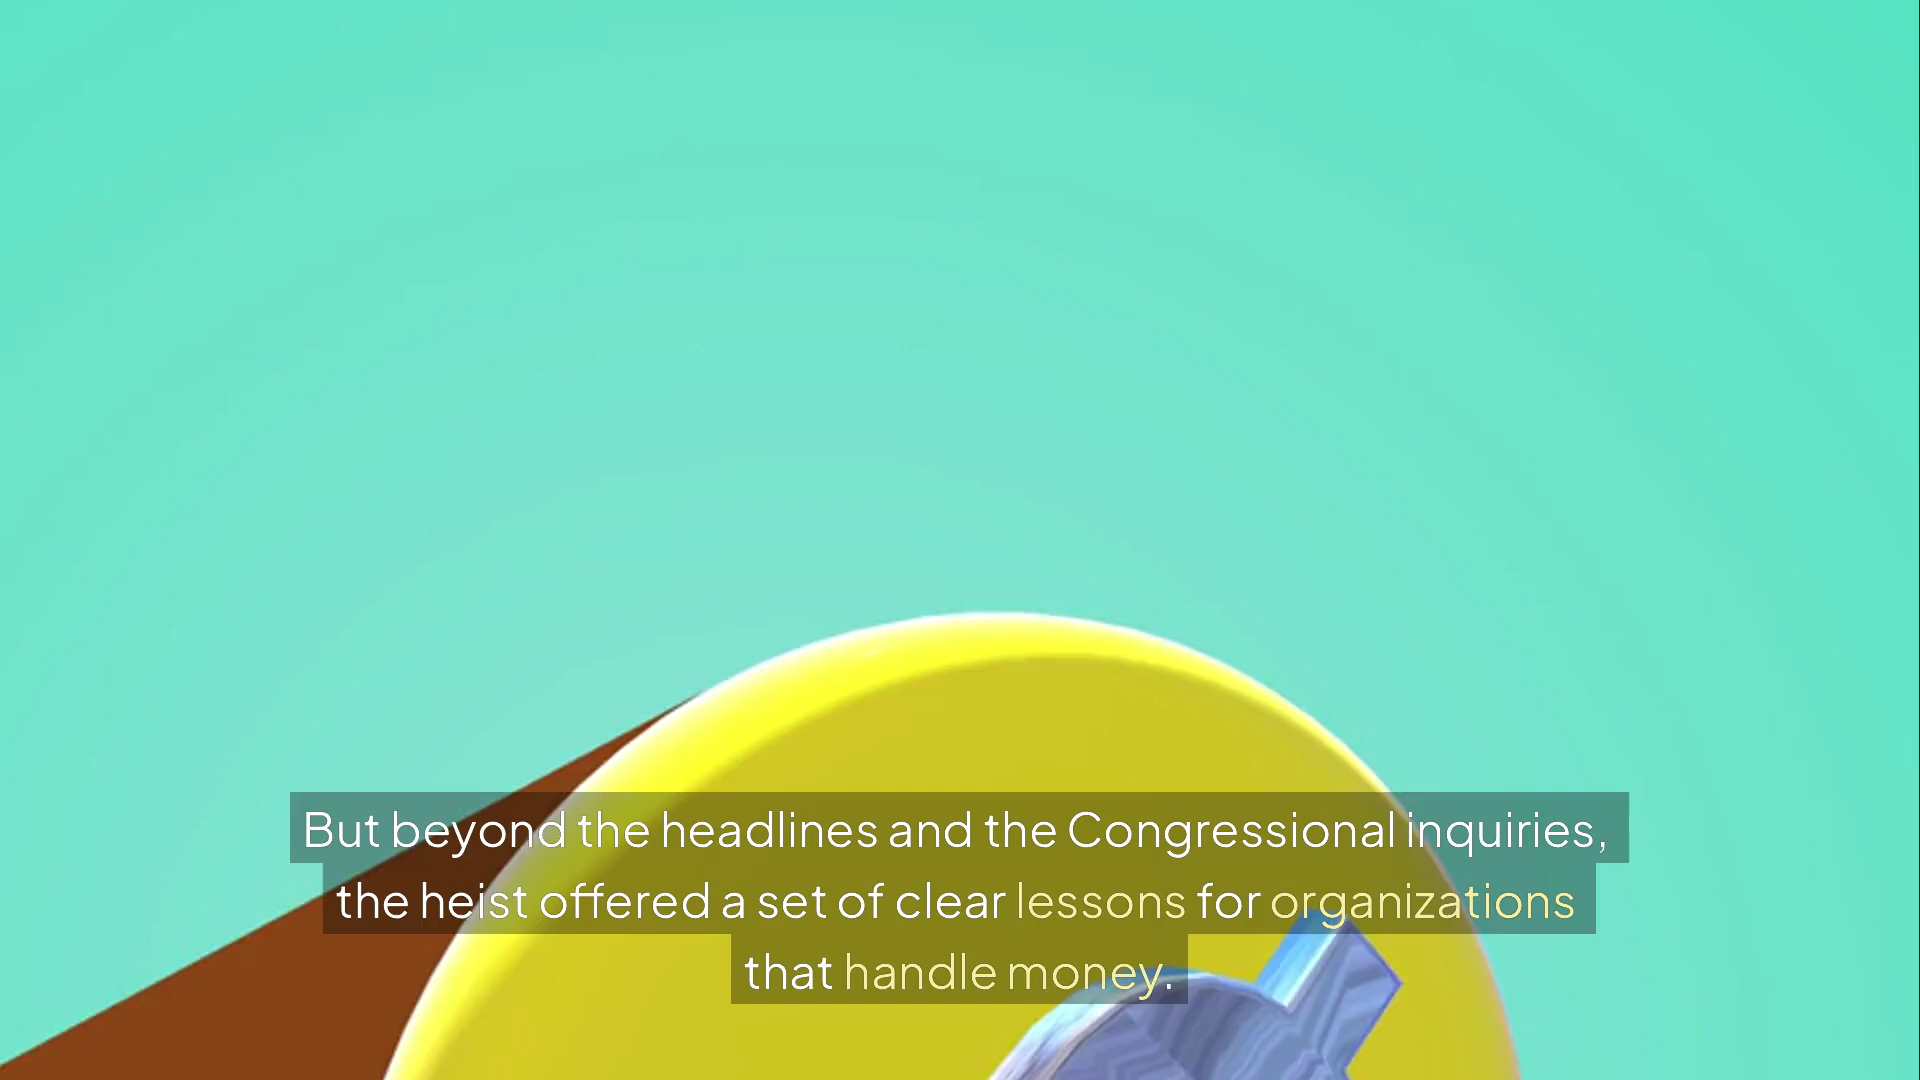 But beyond the headlines and the Congressional inquiries,
the heist offered a set of clear lessons for organizations
that handle money.